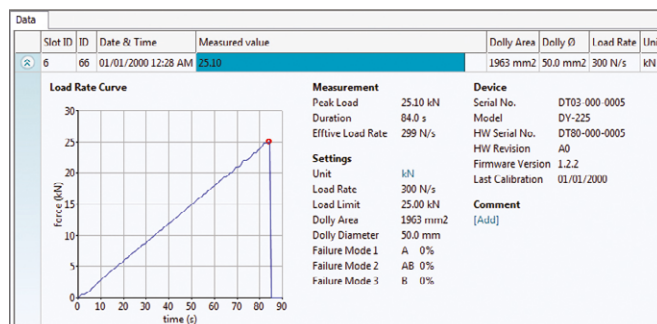 Data
Slot ID ID Date & Time Measured value Dolly Area Dolly Ø Load Rate Uni
6 66 01/01/2000 12:28 AM 25.10 1963 mm2 50.0 mm2 300 N/s kN
Load Rate Curve
30
25
20
15
10
5
0
force (kN)
0 10 20 30 40 50 60 70 80 90
time (s)
Measurement
Peak Load 25.10 kN
Duration 84.0 s
Efftive Load Rate 299 N/s
Settings
Unit kN
Load Rate 300 N/s
Load Limit 25.00 kN
Dolly Area 1963 mm2
Dolly Diameter 50.0 mm
Failure Mode 1 A 0%
Failure Mode 2 AB 0%
Failure Mode 3 B 0%
Device
Serial No. DT03-000-0005
Model DY-225
HW Serial No. DT80-000-0005
HW Revision A0
Firmware Version 1.2.2
Last Calibration 01/01/2000
Comment
[Add]